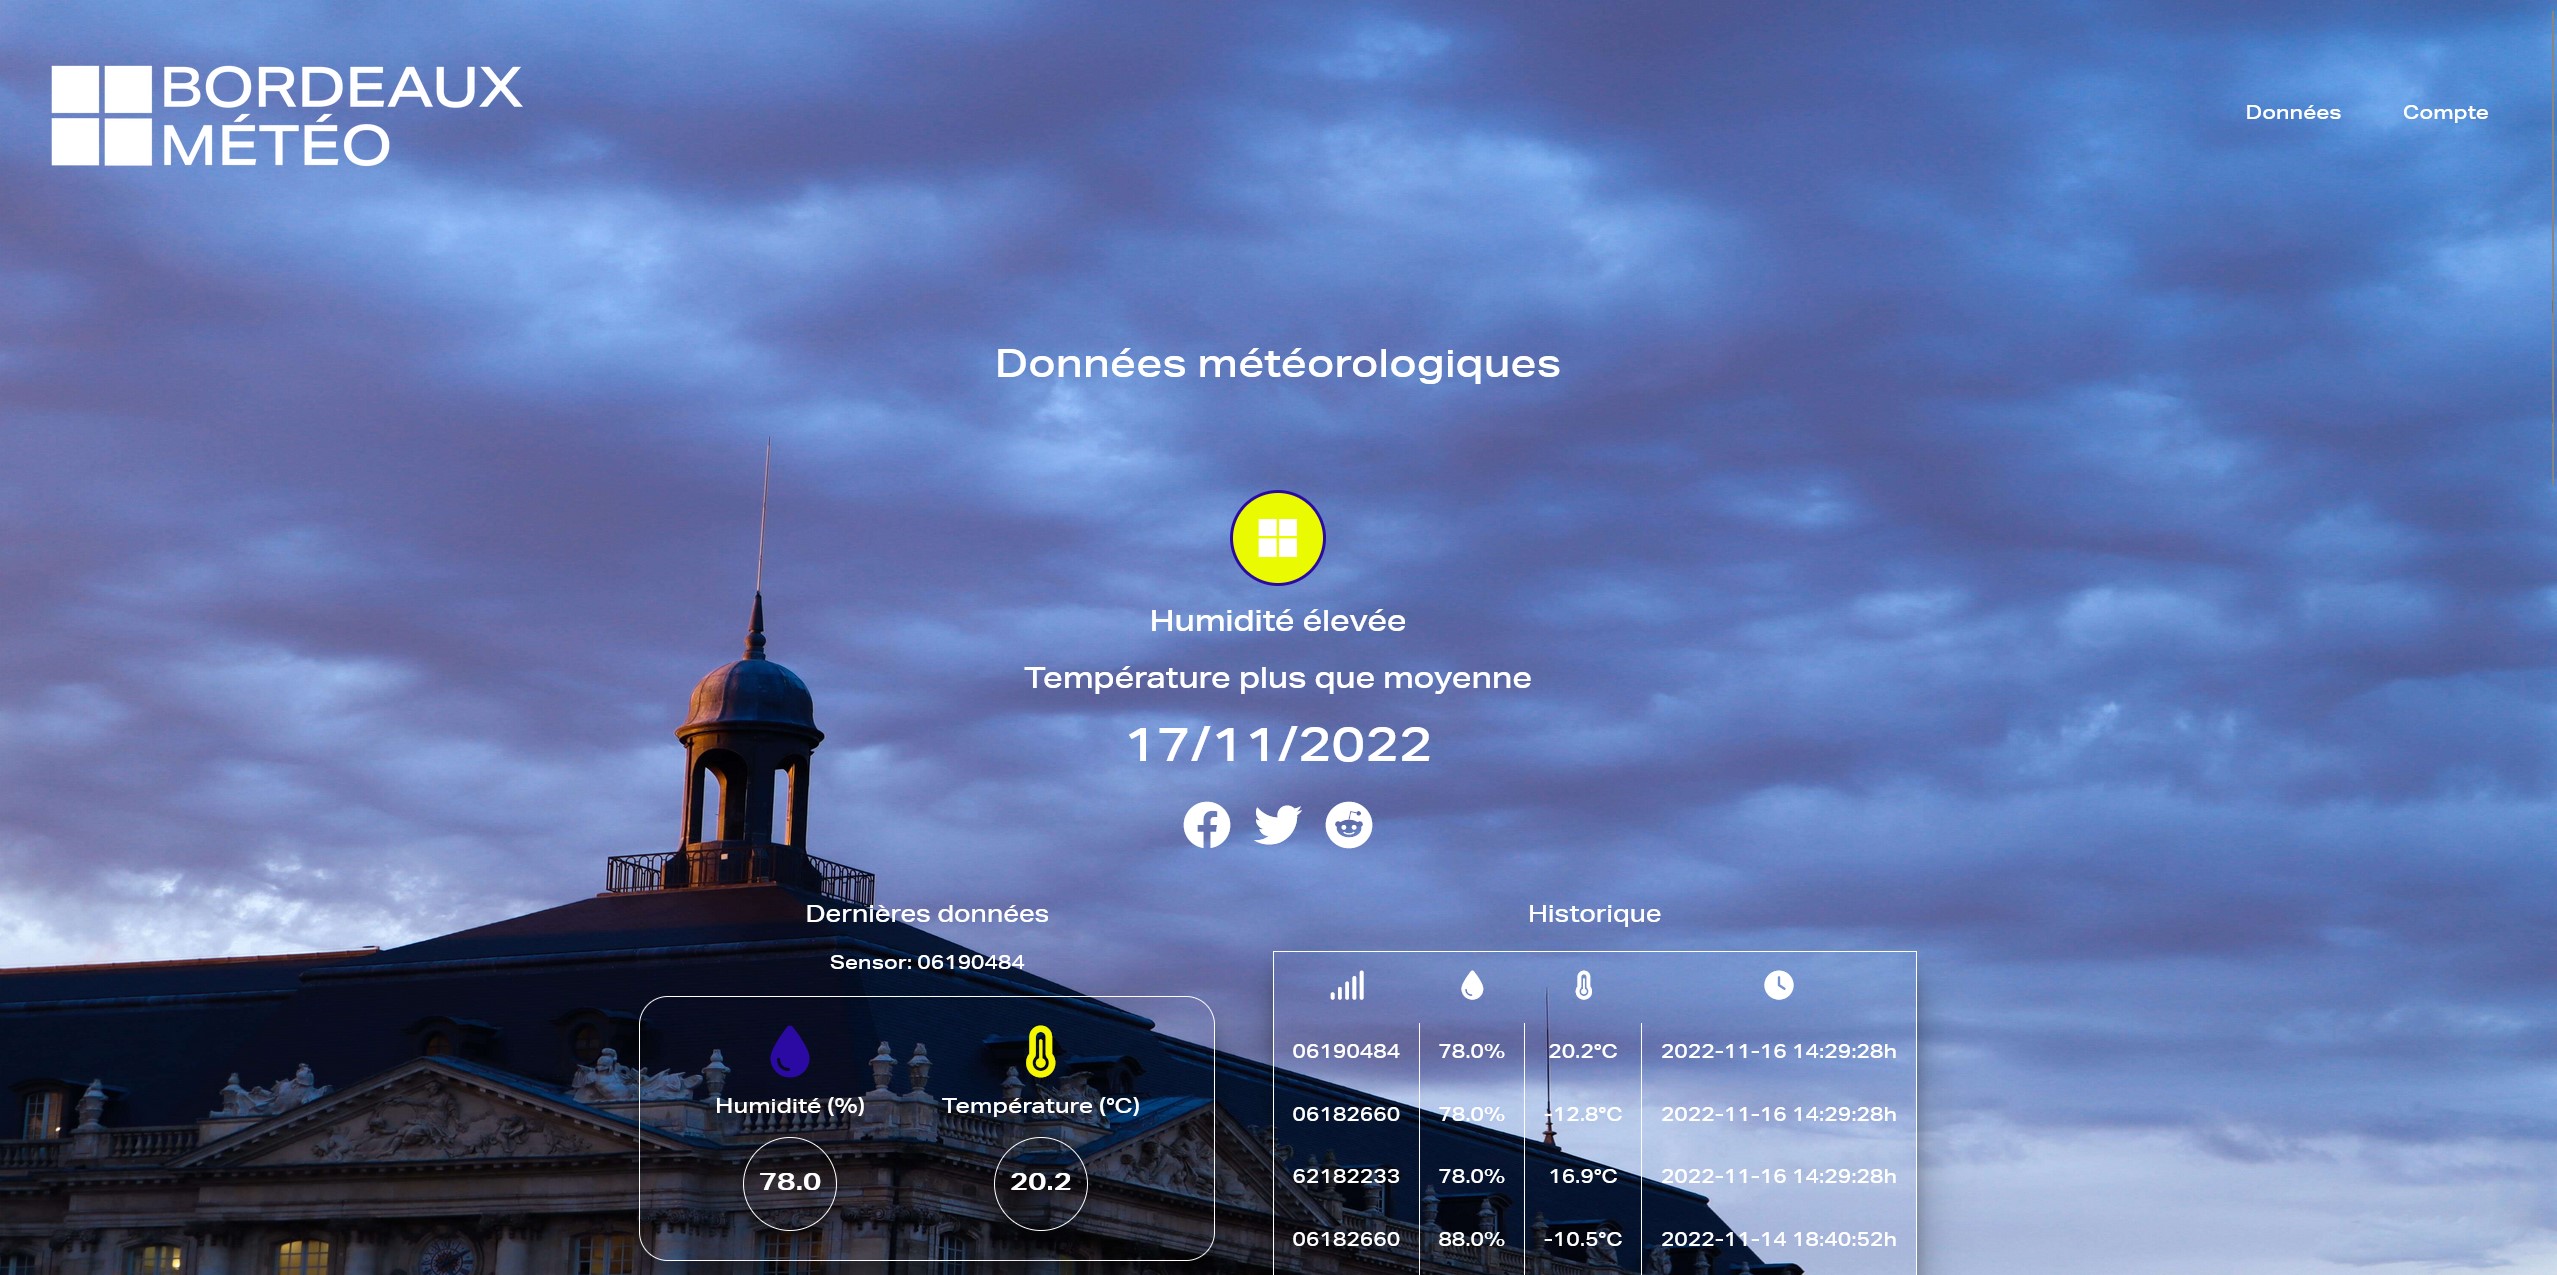 BORDEAUX
MÉTÉO
Données
Compte
Données météorologiques
Humidité élevée
Température plus que moyenne
17/11/2022
Dernières données
Sensor: 06190484
Humidité (%)
Température (°C)
78.0
20.2
Historique
06190484 78.0% 20.2°C 2022-11-16 14:29:28h
06182660 78.0% -12.8°C 2022-11-16 14:29:28h
62182233 78.0% 16.9°C 2022-11-16 14:29:28h
06182660 88.0% -10.5°C 2022-11-14 18:40:52h